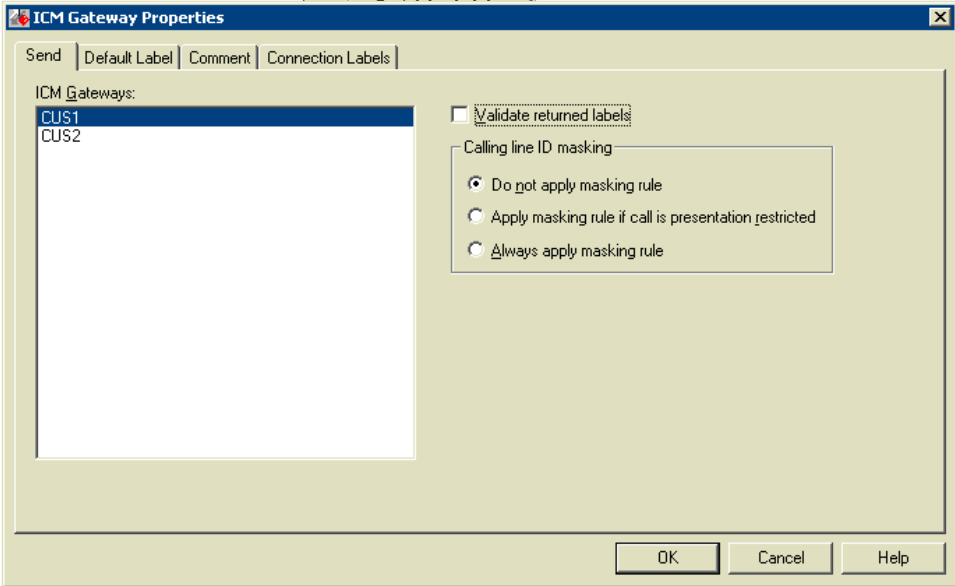 ICM Gateway Properties
Send
Default Label
Comment
Connection Labels
ICM Gateways:
CUS1
CUS2
Validate returned labels
Calling line ID masking
Do not apply masking rule
Apply masking rule if call is presentation restricted
Always apply masking rule
OK
Cancel
Help